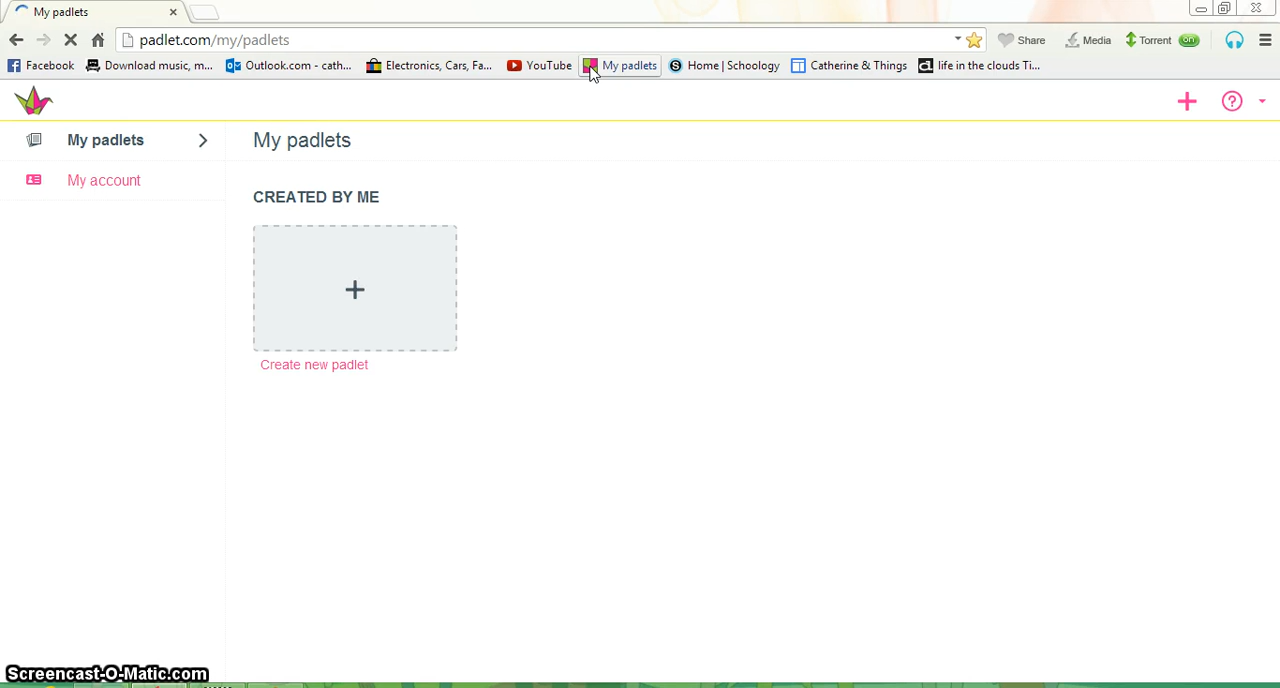 My padlets
padlet.com/my/padlets
Share
Media
Torrent
on
Facebook
Download music, m...
Outlook.com - cath...
Electronics, Cars, Fa...
YouTube
My padlets
Home | Schoology
Catherine & Things
life in the clouds Ti...
My padlets
My account
My padlets
CREATED BY ME
Create new padlet
Screencast-O-Matic.com